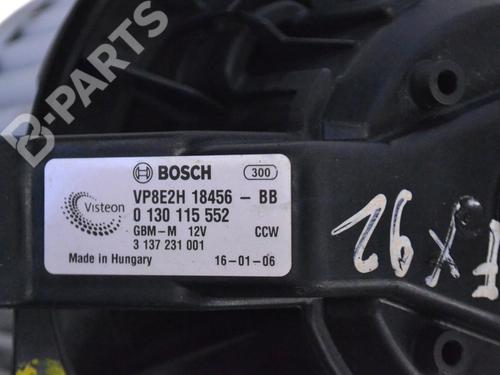 B-PARTS
BOSCH 300
Visteon
VP8E2H 18456 - BB
0 130 115 552
GBM-M 12V CCW
3 137 231 001
Made in Hungary 16-01-06